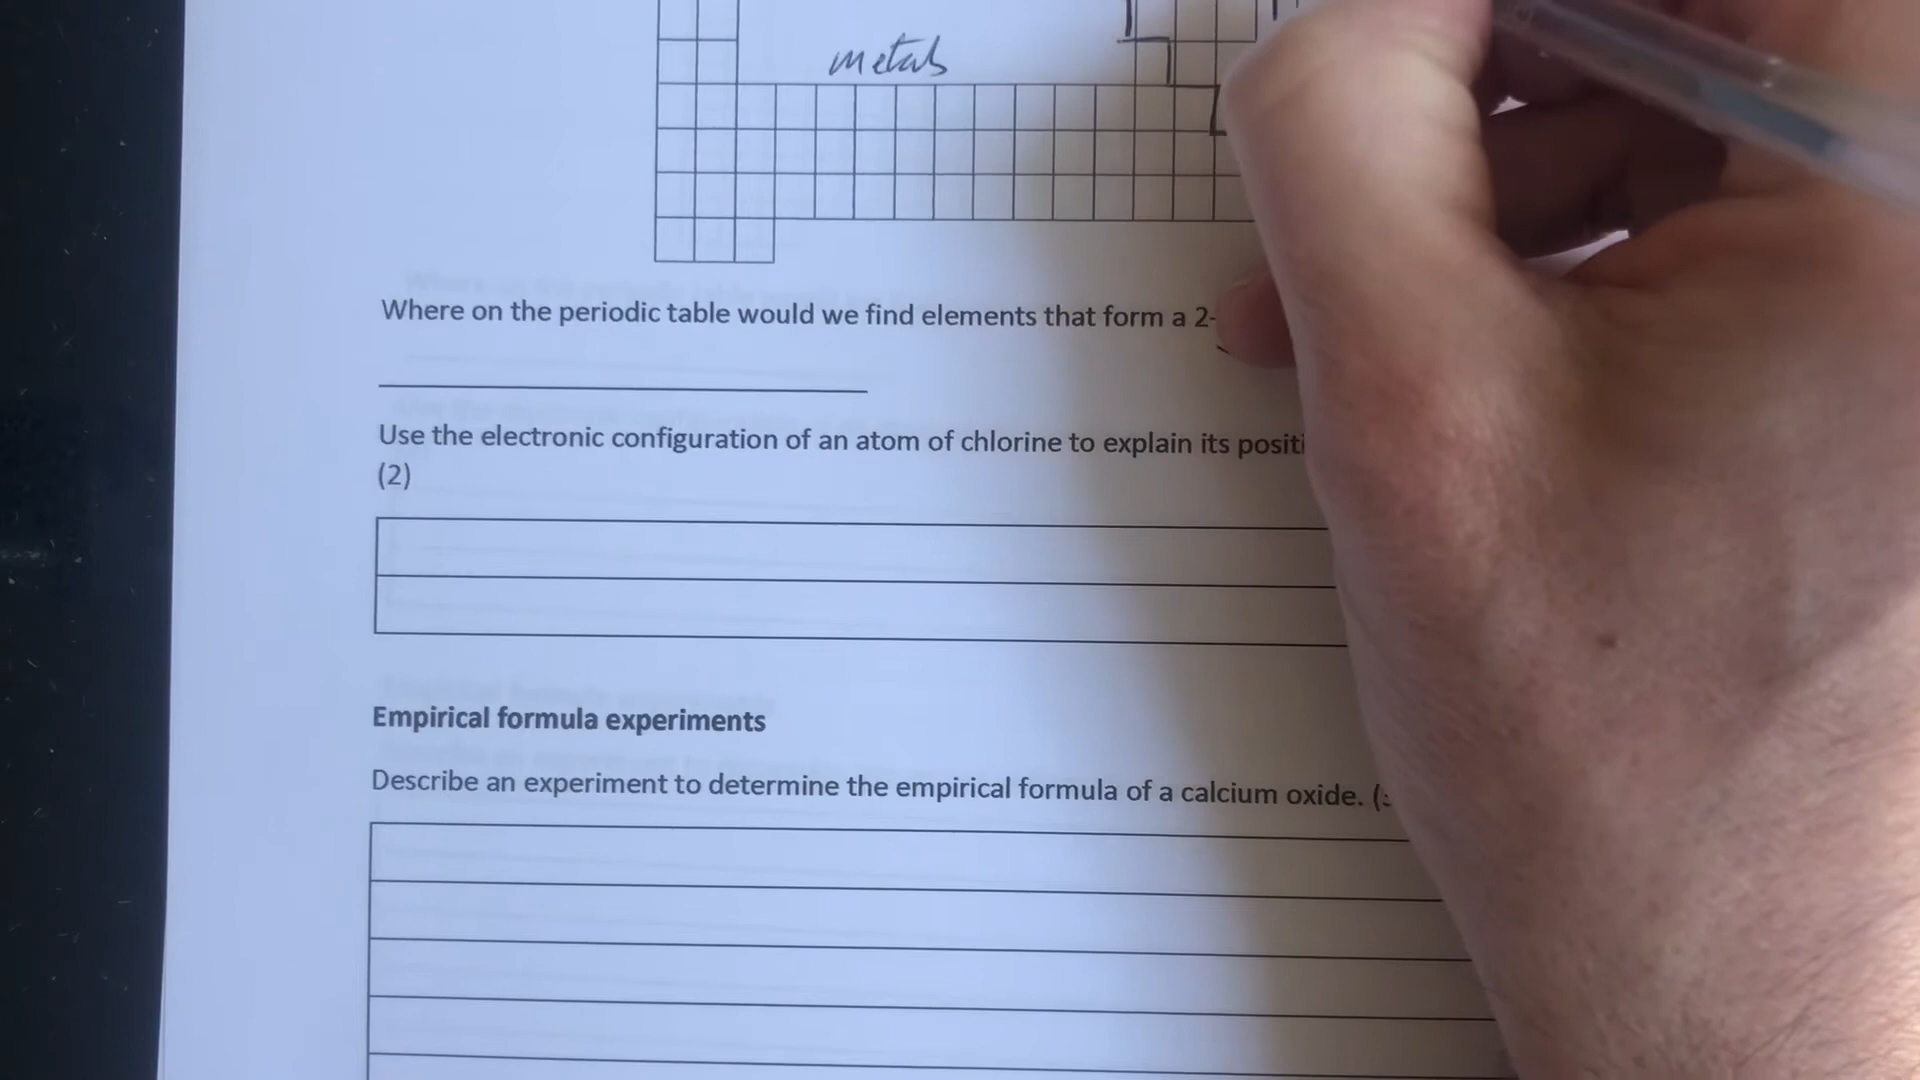 metals
Where on the periodic table would we find elements that form a 2-
Use the electronic configuration of an atom of chlorine to explain its
(2)
Empirical formula experiments
Describe an experiment to determine the empirical formula of a calcium oxide. (